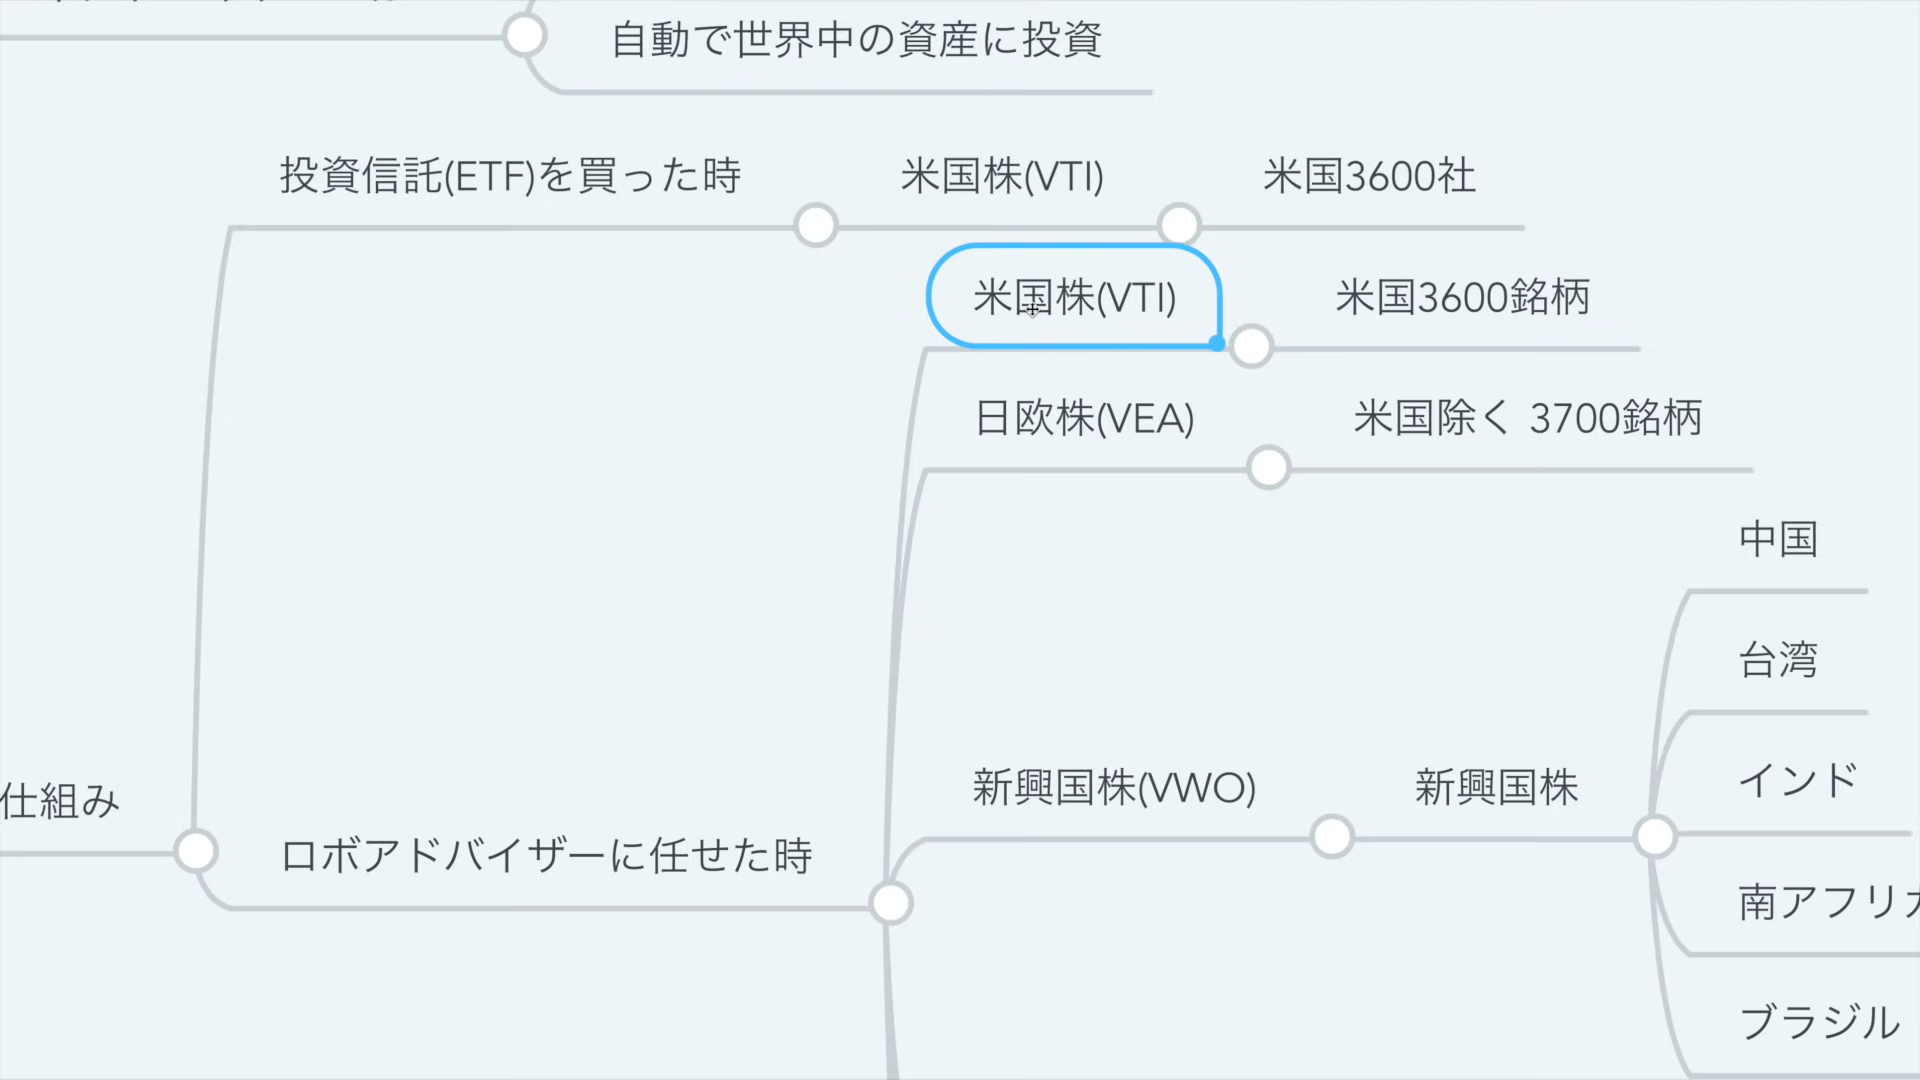 自動で世界中の資産に投資
投資信託(ETF)を買った時
米国株(VTI)
米国3600社
米国株(VTI)
米国3600銘柄
日欧株(VEA)
米国除く 3700銘柄
中国
台湾
インド
新興国株(VWO)
新興国株
仕組み
ロボアドバイザーに任せた時
南アフリカ
ブラジル